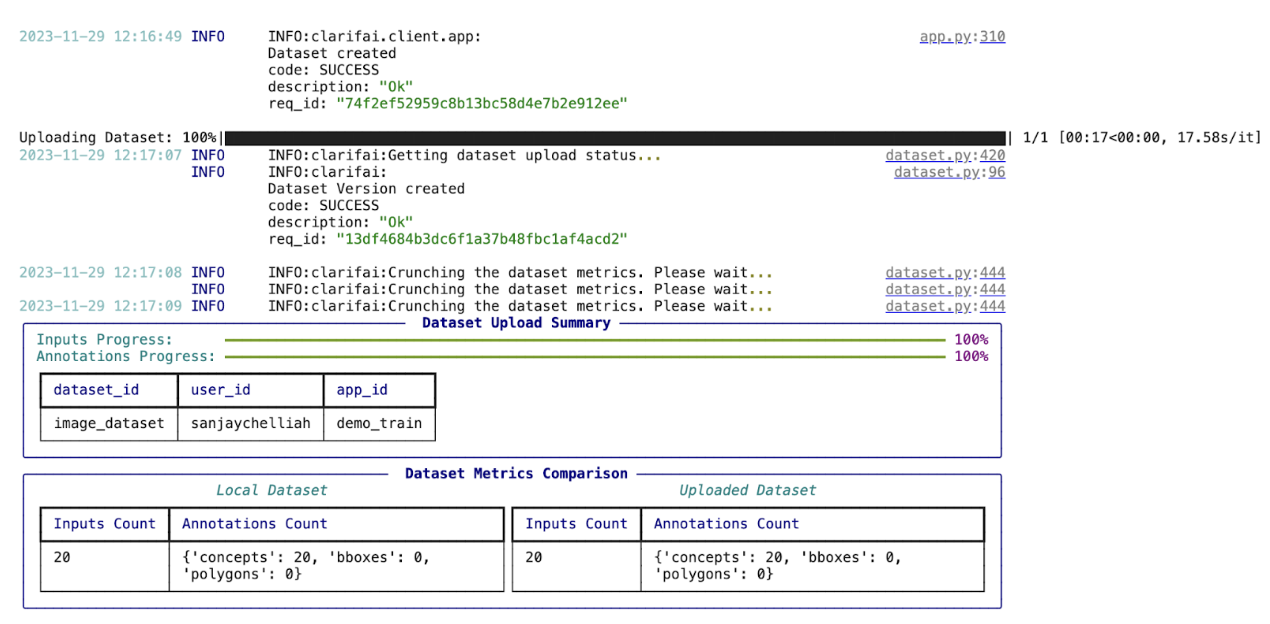 2023-11-29 12:16:49 INFO INFO:clarifai.client.app: app.py:310
Dataset created
code: SUCCESS
description: "Ok"
req_id: "74f2ef52959c8b13bc58d4e7b2e912ee"
Uploading Dataset: 100%| | 1/1 [00:17<00:00, 17.58s/it]
2023-11-29 12:17:07 INFO INFO:clarifai:Getting dataset upload status... dataset.py:420
INFO INFO:clarifai: dataset.py:96
Dataset Version created
code: SUCCESS
description: "Ok"
req_id: "13df4684b3dc6f1a37b48fbc1af4acd2"
2023-11-29 12:17:08 INFO INFO:clarifai:Crunching the dataset metrics. Please wait... dataset.py:444
INFO INFO:clarifai:Crunching the dataset metrics. Please wait... dataset.py:444
2023-11-29 12:17:09 INFO INFO:clarifai:Crunching the dataset metrics. Please wait... dataset.py:444
Dataset Upload Summary
Inputs Progress: 100%
Annotations Progress: 100%
dataset_id user_id app_id
image_dataset sanjaychelliah demo_train
Dataset Metrics Comparison
Local Dataset Uploaded Dataset
Inputs Count Annotations Count Inputs Count Annotations Count
20 {'concepts': 20, 'bboxes': 0, 20 {'concepts': 20, 'bboxes': 0,
'polygons': 0} 'polygons': 0}